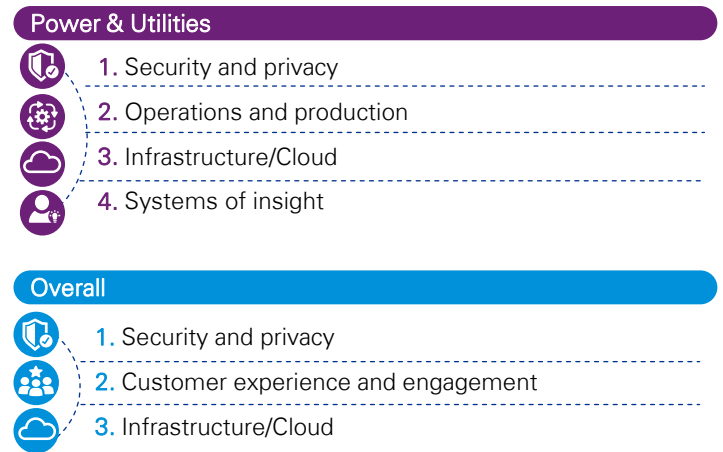 Power & Utilities
1. Security and privacy
2. Operations and production
3. Infrastructure/Cloud
4. Systems of insight
Overall
1. Security and privacy
2. Customer experience and engagement
3. Infrastructure/Cloud